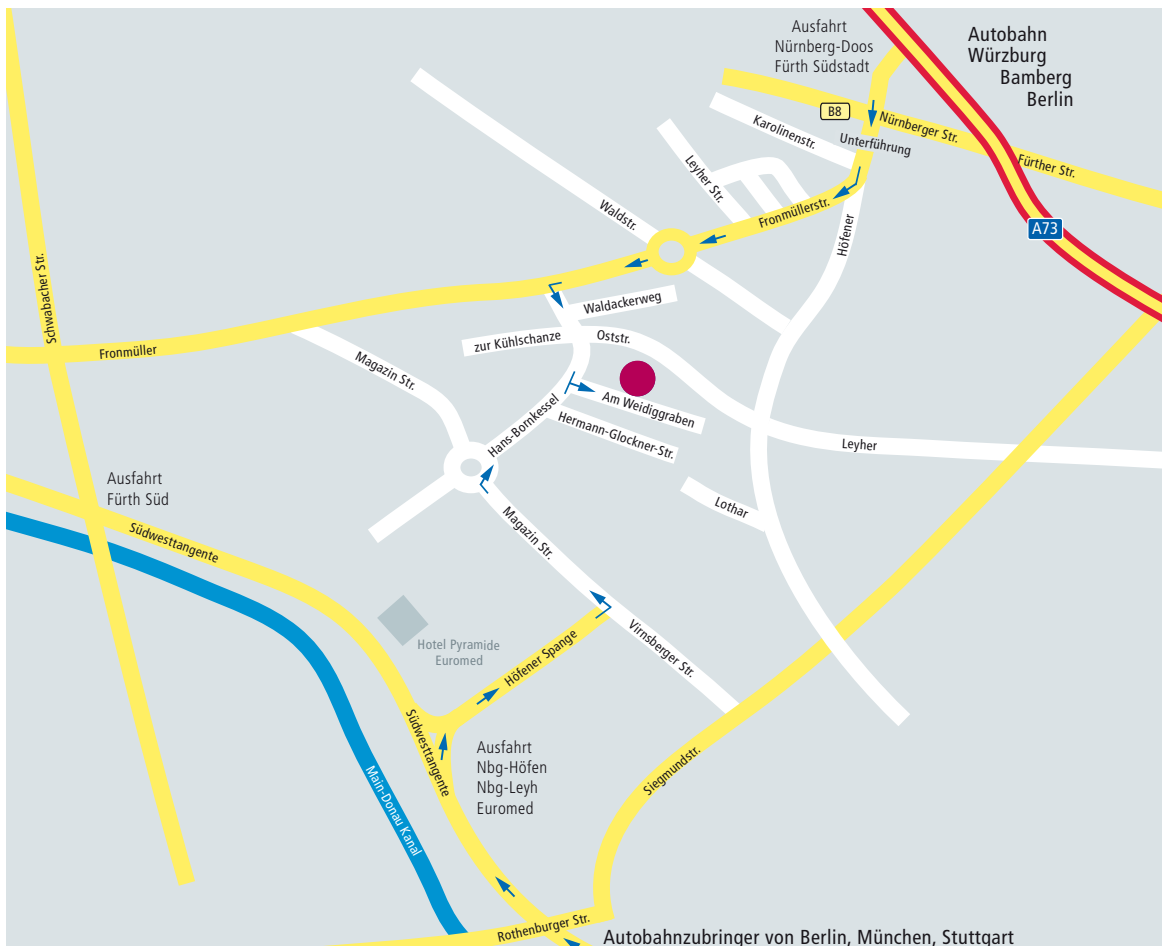 Ausfahrt
Nürnberg-Doos
Fürth Südstadt
Autobahn
Würzburg
Bamberg
Berlin
B8
Nürnberger Str.
Karolinenstr.
Unterführung
Fürther Str.
Leyher Str.
Waldstr.
Fronmüllerstr.
Höfener
A73
Schwabacher Str.
Waldackerweg
zur Kühlschanze
Oststr.
Fronmüller
Magazin Str.
Am Weidiggraben
Hans-Bornkessel
Hermann-Glockner-Str.
Leyher
Ausfahrt
Fürth Süd
Lothar
Südwesttangente
Magazin Str.
Hotel Pyramide
Euromed
Höfener Spange
Virnsberger Str.
Südwesttangente
Ausfahrt
Nbg-Höfen
Nbg-Leyh
Euromed
Siegmundstr.
Main-Donau Kanal
Rothenburger Str.
Autobahnzubringer von Berlin, München, Stuttgart